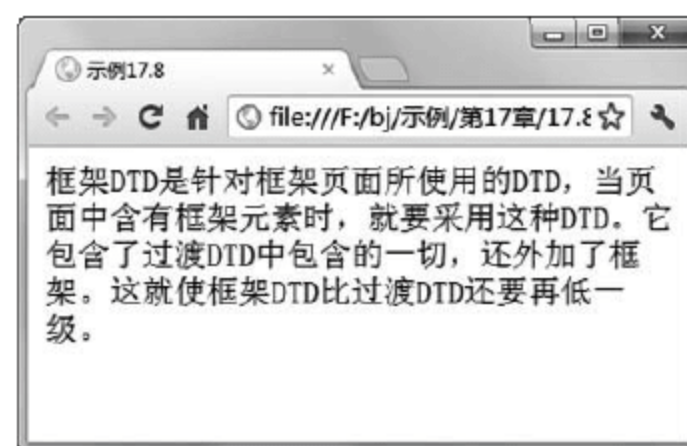 示例17.8
file:///F:/bj/示例/第17章/17.8
框架DTD是针对框架页面所使用的DTD，当页
面中含有框架元素时，就要采用这种DTD。它
包含了过渡DTD中包含的一切，还外加了框
架。这就使框架DTD比过渡DTD还要再低一
级。